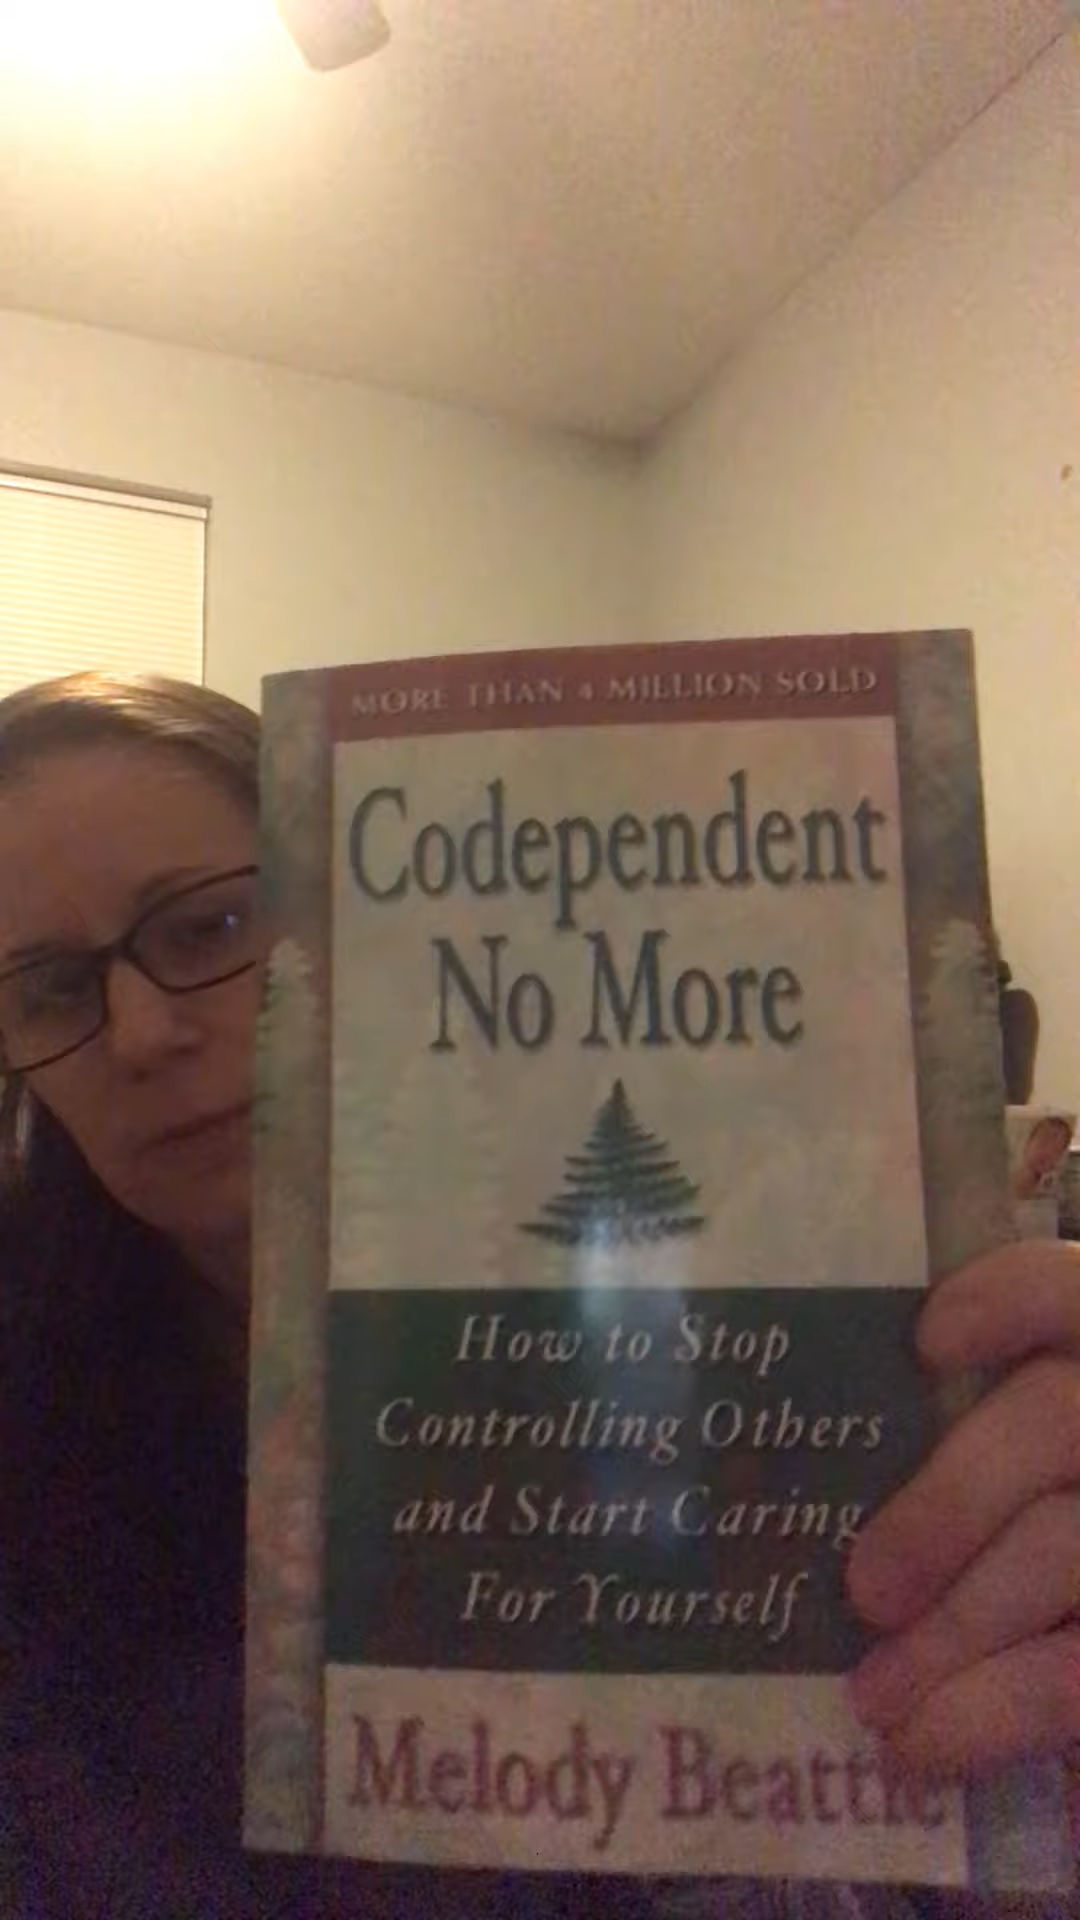 MORE THAN 4 MILLION SOLD
Codependent
No More
How to Stop
Controlling Others
and Start Caring
For Yourself
Melody Beattie